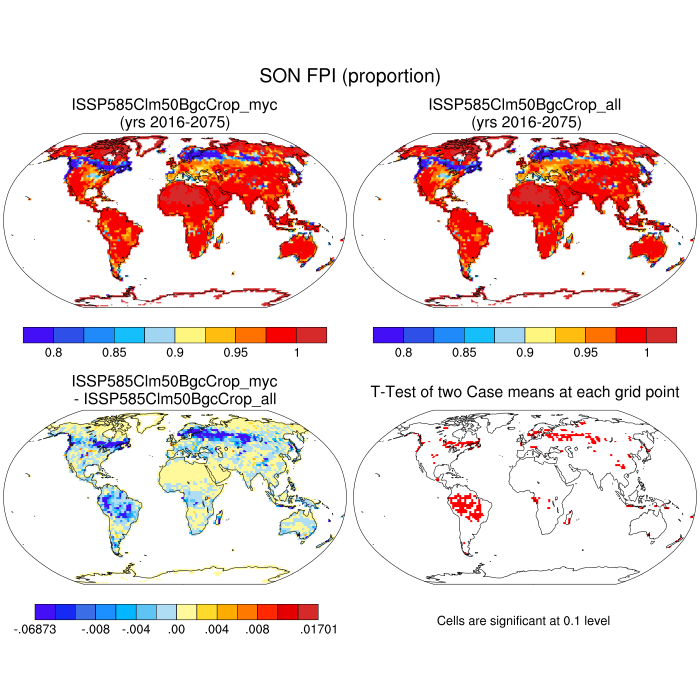 SON FPI (proportion)
ISSP585Clm50BgcCrop_myc
(yrs 2016-2075)
ISSP585Clm50BgcCrop_all
(yrs 2016-2075)
0.8 0.85 0.9 0.95 1
0.8 0.85 0.9 0.95 1
ISSP585Clm50BgcCrop_myc
- ISSP585Clm50BgcCrop_all
T-Test of two Case means at each grid point
-.06873 -.008 -.004 .00 .004 .008 .01701
Cells are significant at 0.1 level